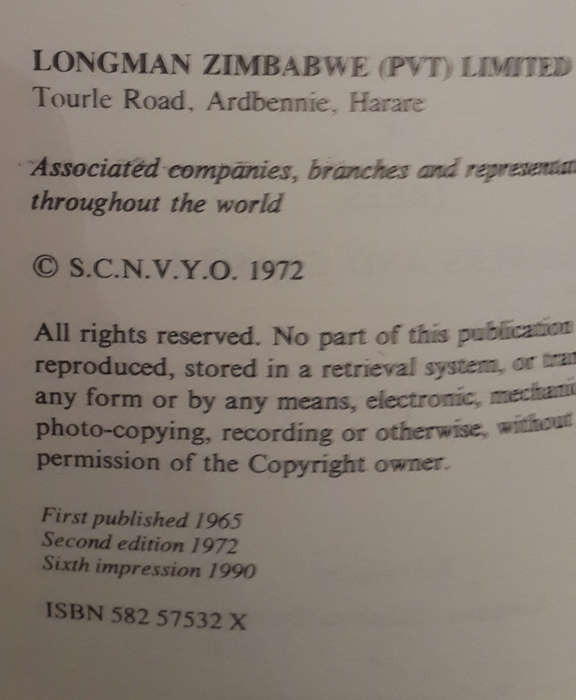 LONGMAN ZIMBABWE (PVT) LIMITED
Tourle Road, Ardbennie, Harare
Associated companies, branches and
throughout the world
© S.C.N.V.Y.O. 1972
All rights reserved. No part of this publication
reproduced, stored in a retrieval system, or
any form or by any means, electronic,
photo-copying, recording or otherwise, without
permission of the Copyright owner.
First published 1965
Second edition 1972
Sixth impression 1990
ISBN 582 57532 X